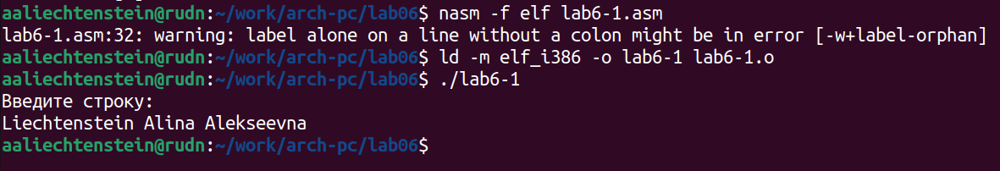 aaliechtenstein@rudn:~/work/arch-pc/lab06$ nasm -f elf lab6-1.asm
lab6-1.asm:32: warning: label alone on a line without a colon might be in error [-w+label-orphan]
aaliechtenstein@rudn:~/work/arch-pc/lab06$ ld -m elf_i386 -o lab6-1 lab6-1.o
aaliechtenstein@rudn:~/work/arch-pc/lab06$ ./lab6-1
Введите строку:
Liechtenstein Alina Alekseevna
aaliechtenstein@rudn:~/work/arch-pc/lab06$